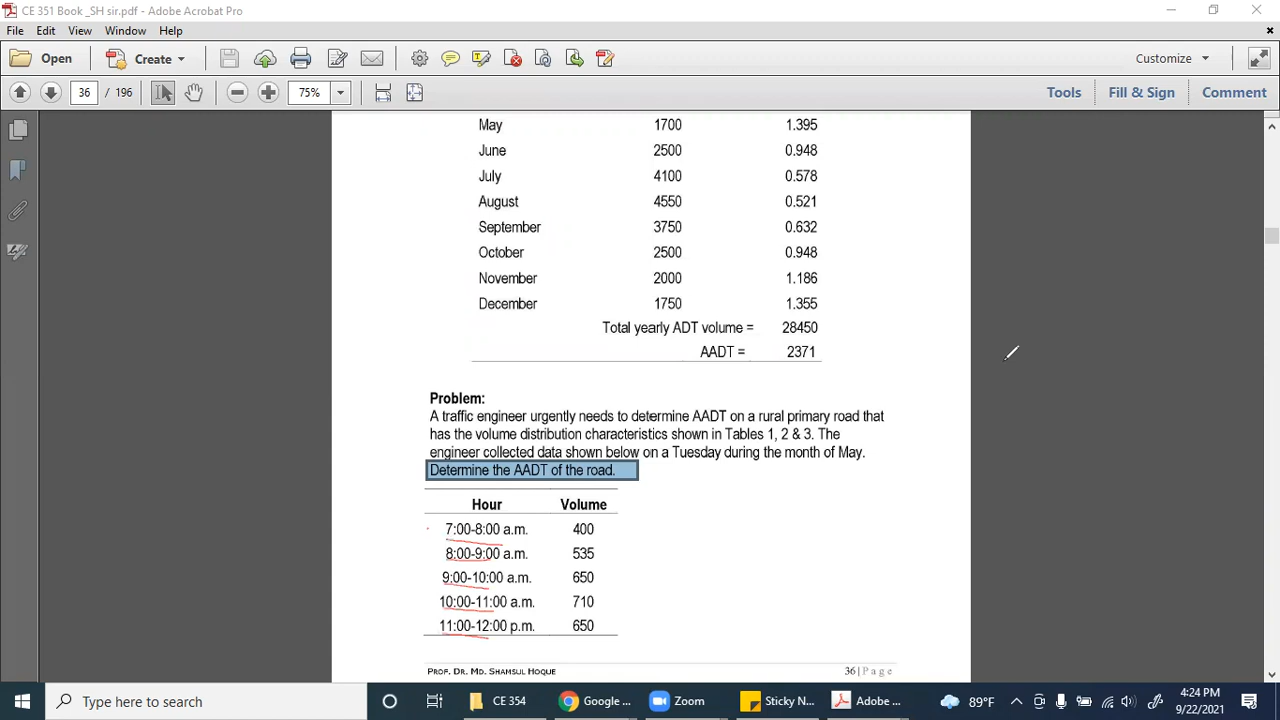 CE 351 Book _SH sir.pdf - Adobe Acrobat Pro
File Edit View Window Help
Open Create Customize
36 / 196 75% Tools Fill & Sign Comment
May 1700 1.395
June 2500 0.948
July 4100 0.578
August 4550 0.521
September 3750 0.632
October 2500 0.948
November 2000 1.186
December 1750 1.355
Total yearly ADT volume = 28450
AADT = 2371
Problem:
A traffic engineer urgently needs to determine AADT on a rural primary road that
has the volume distribution characteristics shown in Tables 1, 2 & 3. The
engineer collected data shown below on a Tuesday during the month of May.
Determine the AADT of the road.
Hour Volume
7:00-8:00 a.m. 400
8:00-9:00 a.m. 535
9:00-10:00 a.m. 650
10:00-11:00 a.m. 710
11:00-12:00 p.m. 650
PROF. DR. MD. SHAMSUL HOQUE 36 | Page
Type here to search CE 354 Google ... Zoom Sticky N... Adobe ... 89°F 4:24 PM
9/22/2021